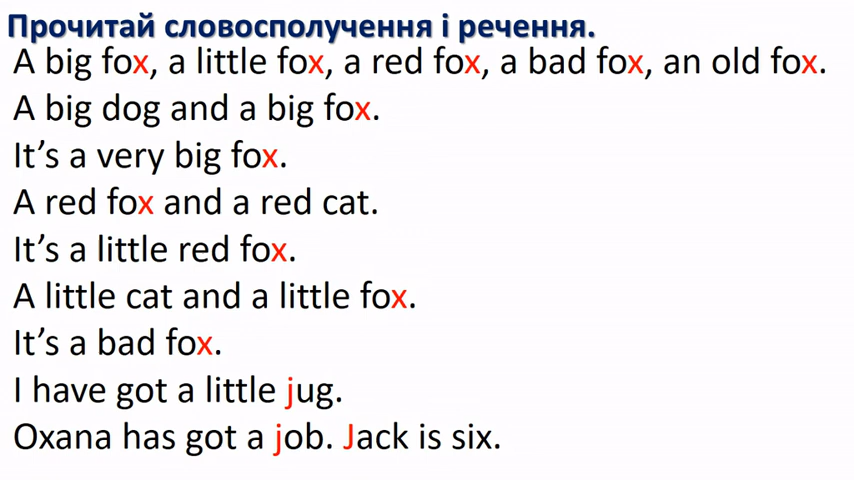 Прочитай словосполучення і речення.
A big fox, a little fox, a red fox, a bad fox, an old fox.
A big dog and a big fox.
It’s a very big fox.
A red fox and a red cat.
It’s a little red fox.
A little cat and a little fox.
It’s a bad fox.
I have got a little jug.
Oxana has got a job. Jack is six.